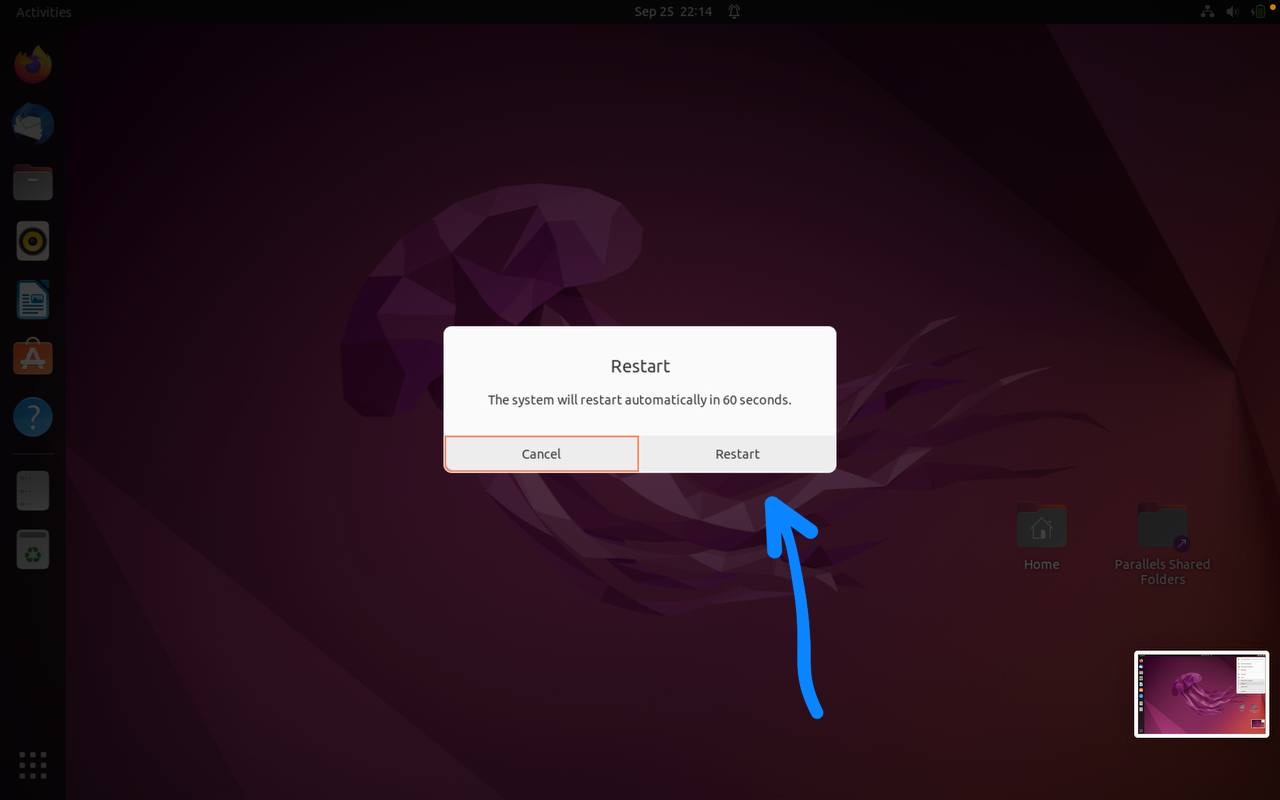 Activities
Sep 25 22:14
Restart
The system will restart automatically in 60 seconds.
Cancel
Restart
Home
Parallels Shared
Folders